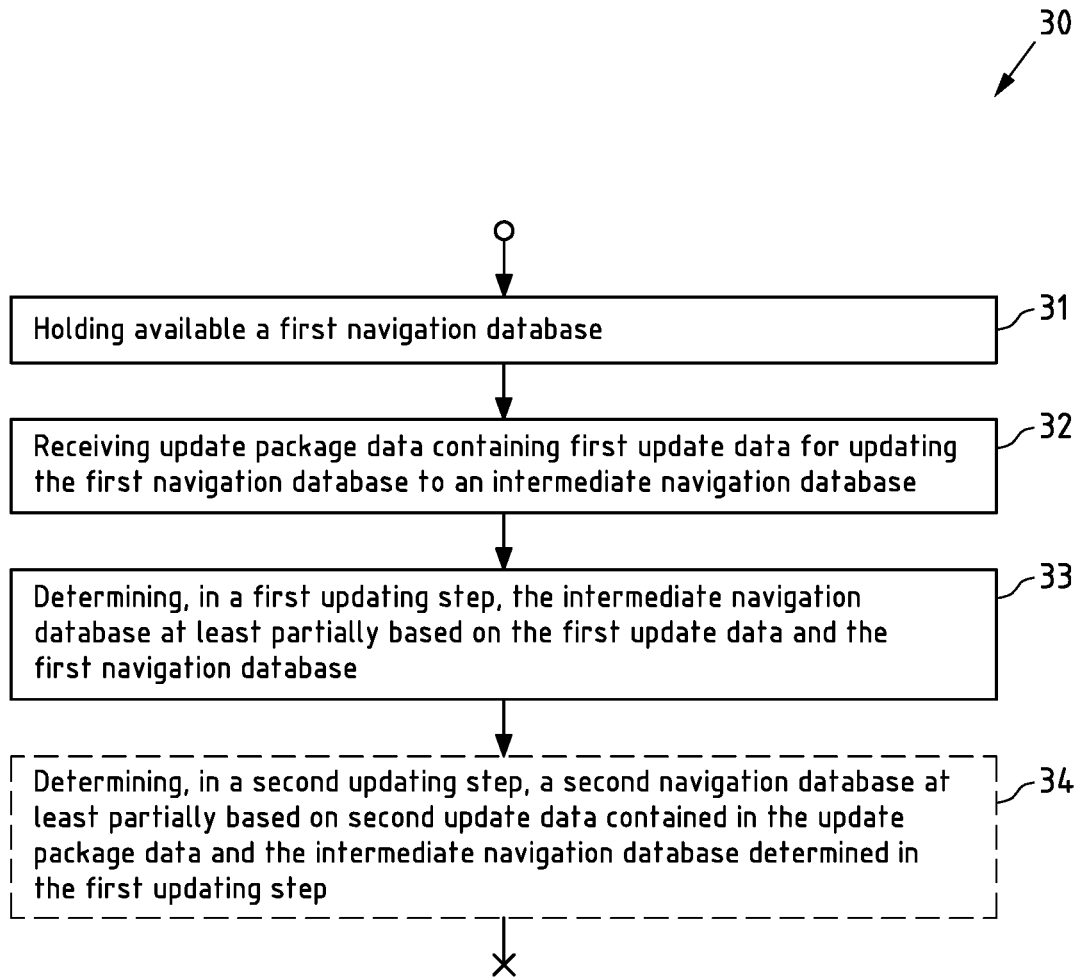 30
Holding available a first navigation database
31
Receiving update package data containing first update data for updating
the first navigation database to an intermediate navigation database
32
Determining, in a first updating step, the intermediate navigation
database at least partially based on the first update data and the
first navigation database
33
Determining, in a second updating step, a second navigation database at
least partially based on second update data contained in the update
package data and the intermediate navigation database determined in
the first updating step
34